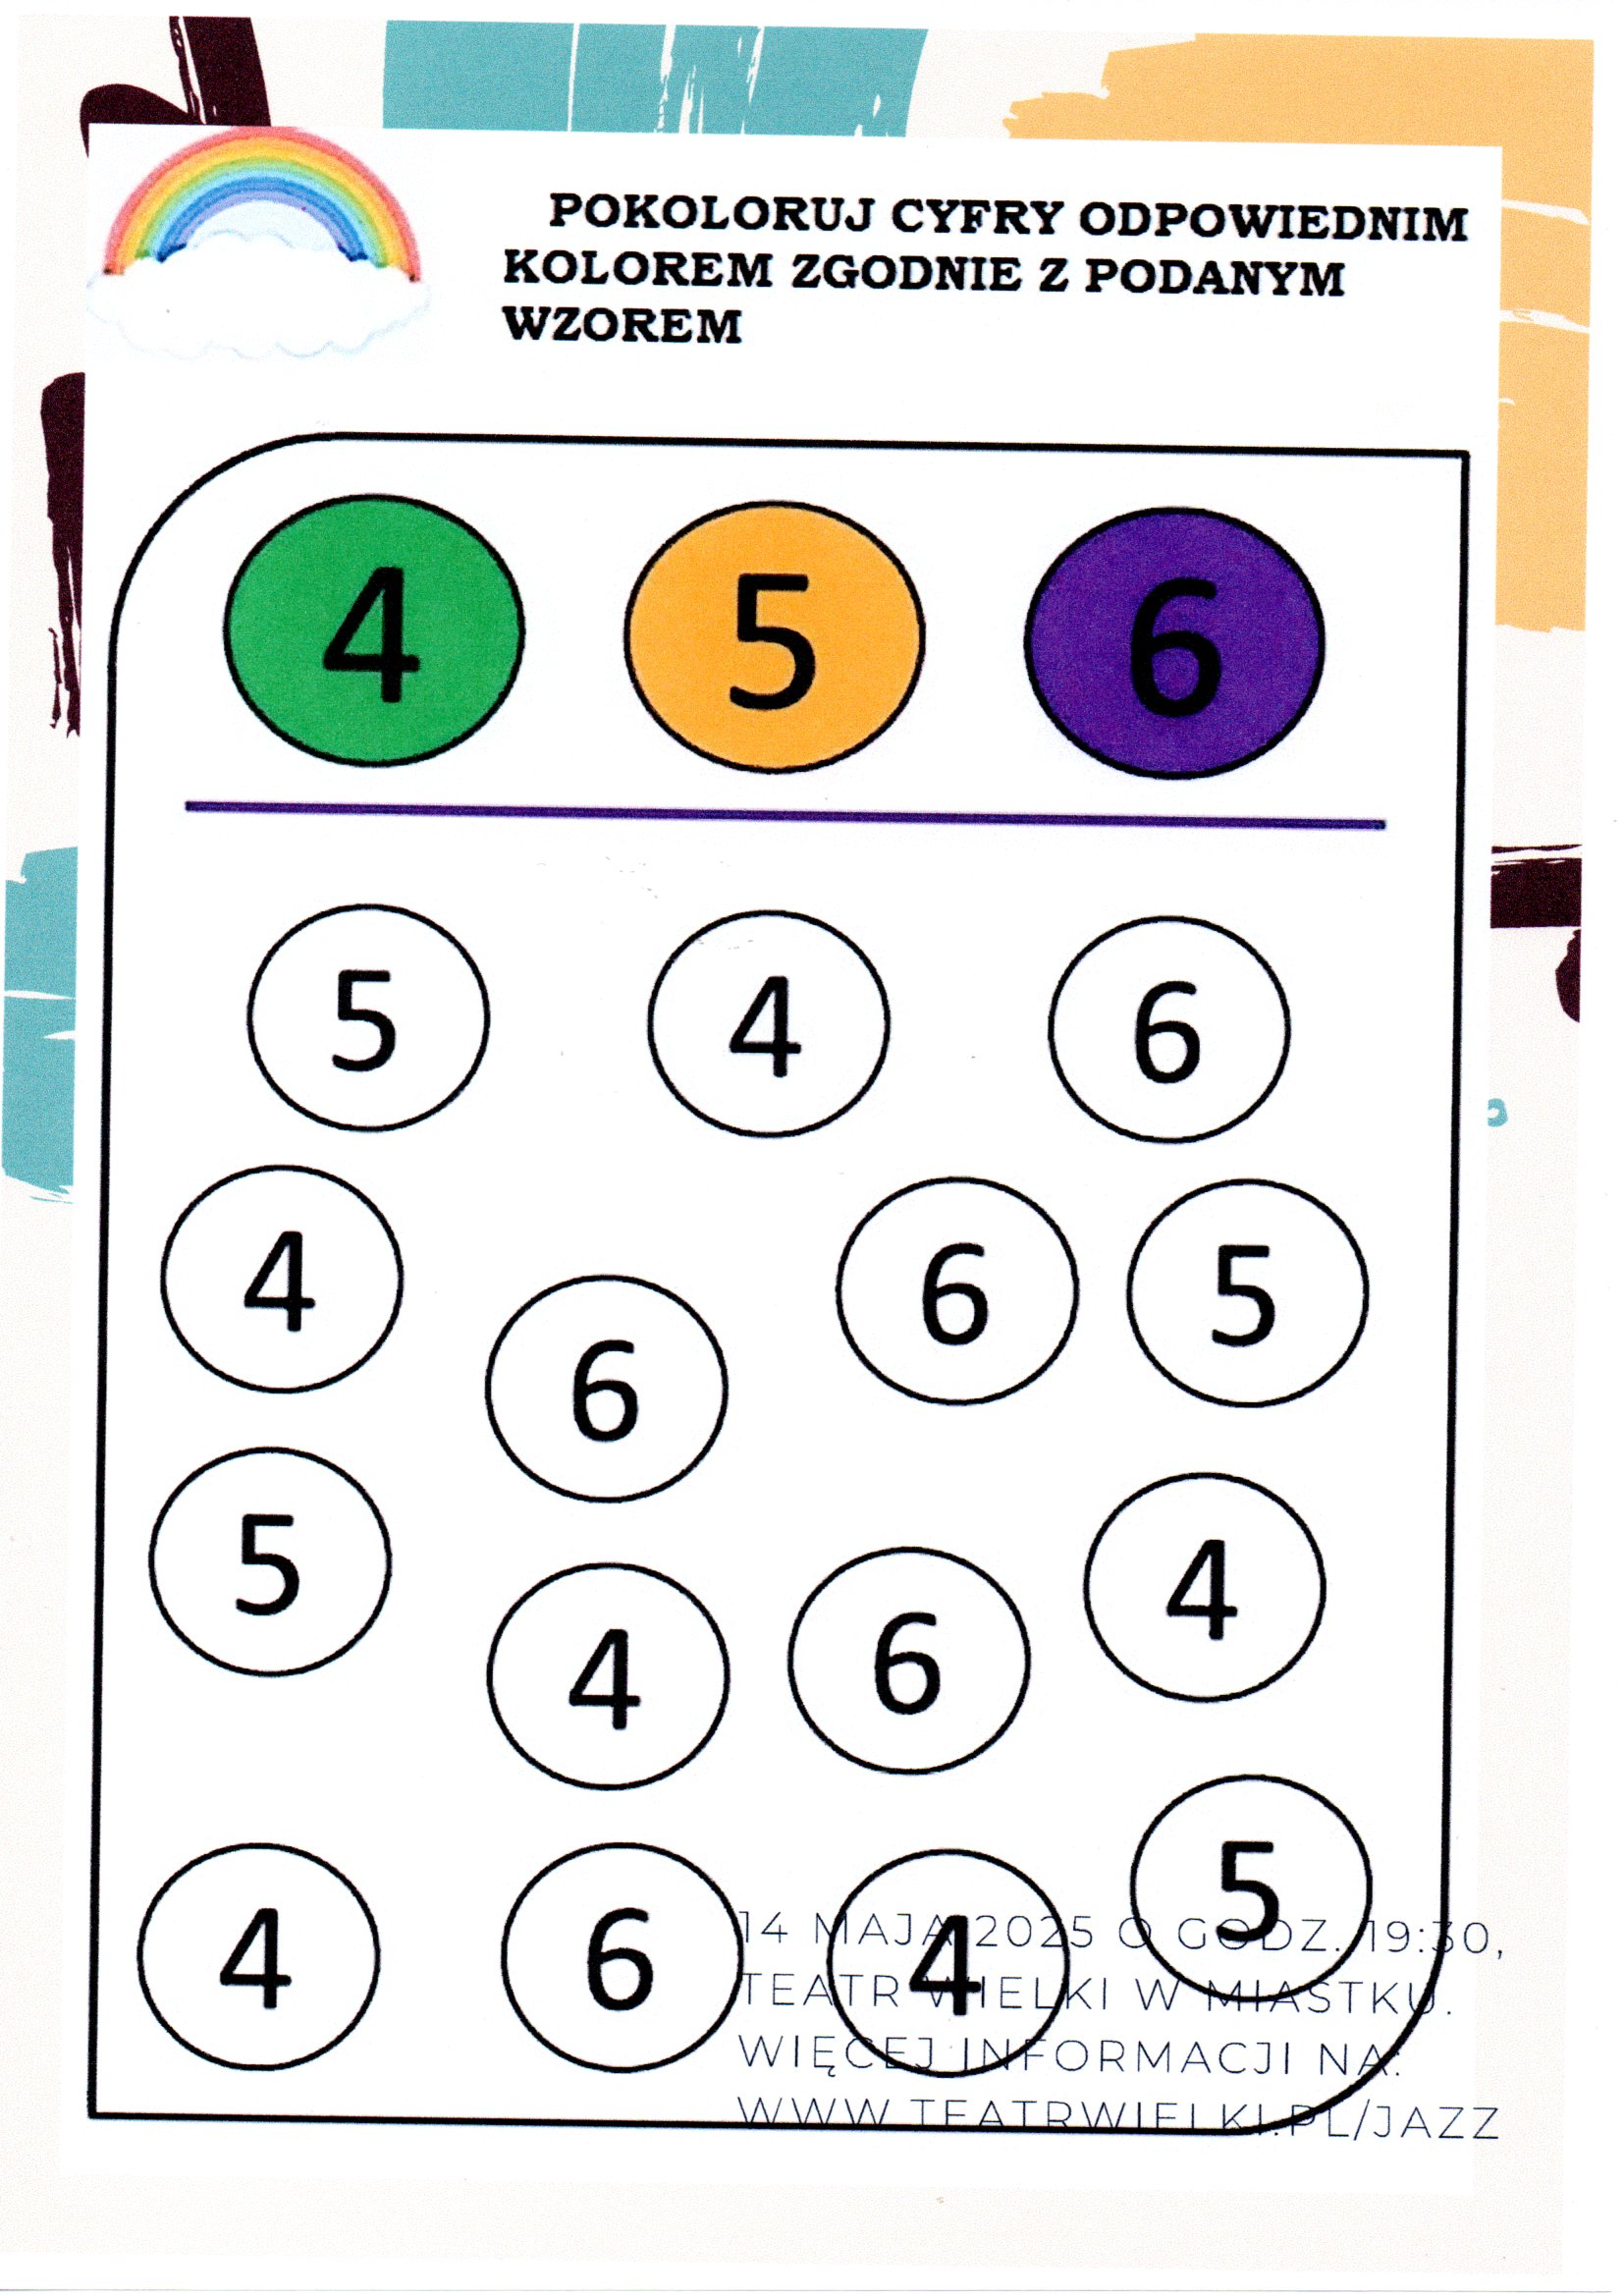 POKOLORUJ CYFRY ODPOWIEDNIM
KOLOREM ZGODNIE Z PODANYM
WZOREM
4 5 6
5 4 6
4 6 6 5
5 4 6 4
4 6 4 5
14 MAJA 2025 O GODZ. 19:30,
TEATR WIELKI W MIASTKU.
WIĘCEJ INFORMACJI NA:
WWW.TEATRWIELKI.PL/JAZZ